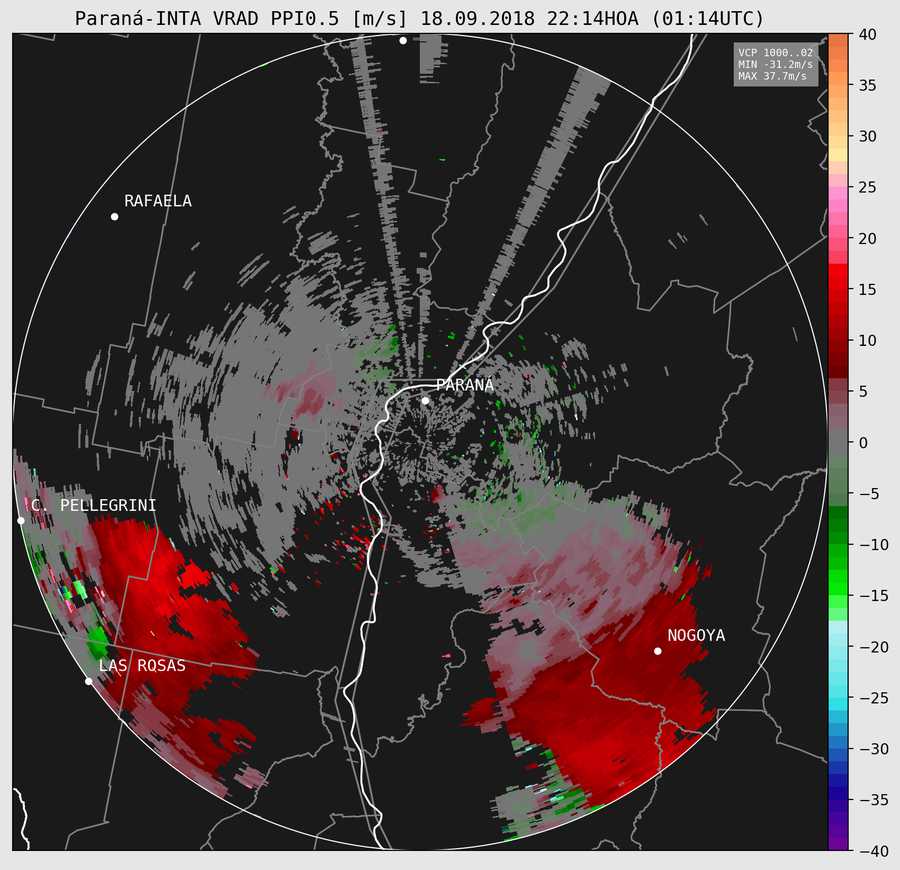 Paraná-INTA VRAD PPI0.5 [m/s] 18.09.2018 22:14HOA (01:14UTC)
VCP 1000..02
MIN -31.2m/s
MAX 37.7m/s
RAFAELA
PARANÁ
C. PELLEGRINI
NOGOYA
LAS ROSAS
40
35
30
25
20
15
10
5
0
−5
−10
−15
−20
−25
−30
−35
−40